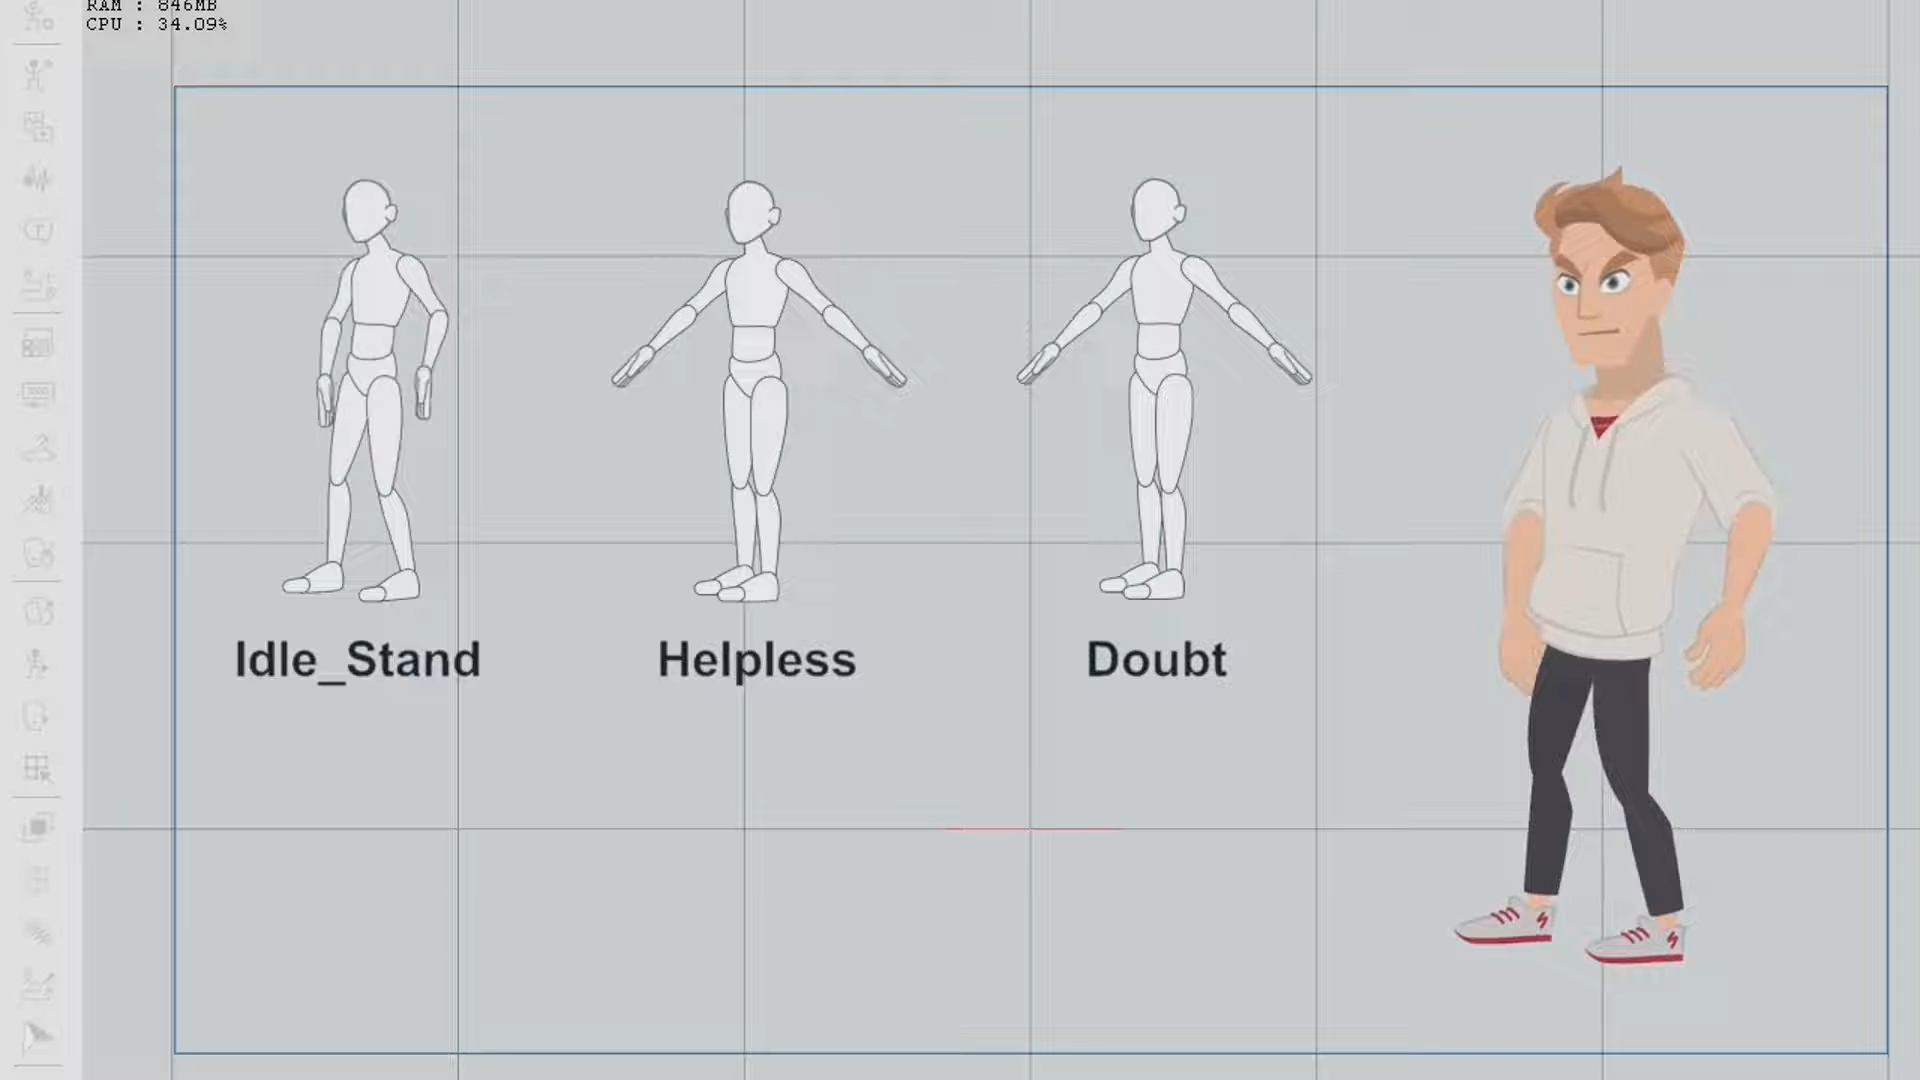 RAM : 846MB
CPU : 34.09%
Idle_Stand
Helpless
Doubt